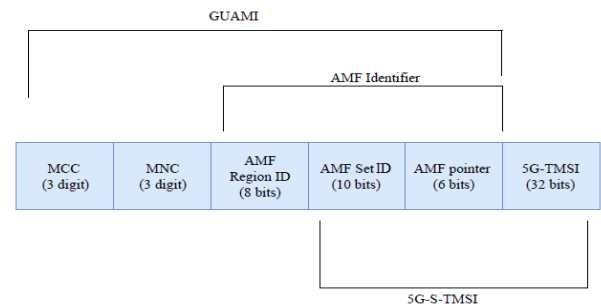 GUAMI
AMF Identifier
MCC
(3 digit)
MNC
(3 digit)
AMF
Region ID
(8 bits)
AMF Set ID
(10 bits)
AMF pointer
(6 bits)
5G-TMSI
(32 bits)
5G-S-TMSI